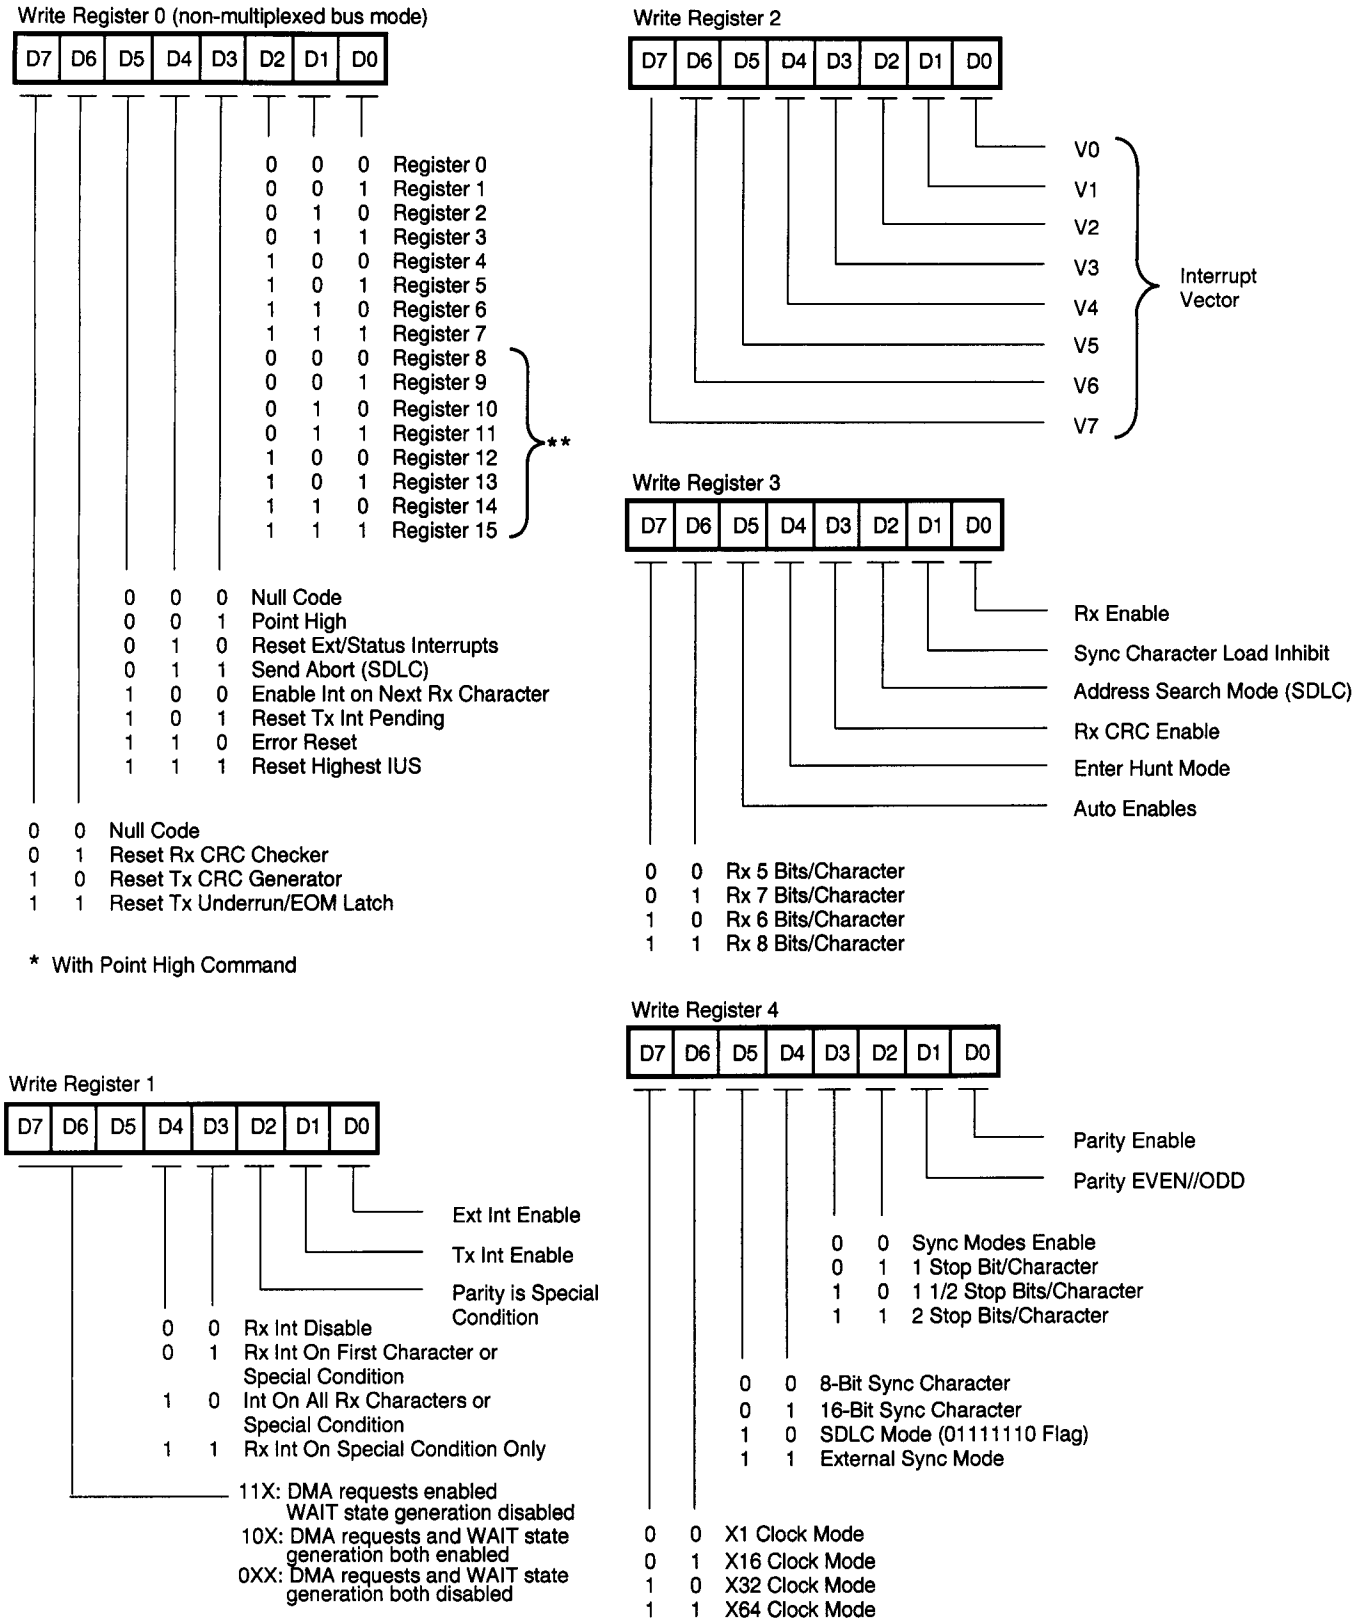 Write Register 0 (non-multiplexed bus mode)
D7 D6 D5 D4 D3 D2 D1 D0
0 0 0 Register 0
0 0 1 Register 1
0 1 0 Register 2
0 1 1 Register 3
1 0 0 Register 4
1 0 1 Register 5
1 1 0 Register 6
1 1 1 Register 7
0 0 0 Register 8
0 0 1 Register 9
0 1 0 Register 10
0 1 1 Register 11
**
1 0 0 Register 12
1 0 1 Register 13
1 1 0 Register 14
1 1 1 Register 15
0 0 0 Null Code
0 0 1 Point High
0 1 0 Reset Ext/Status Interrupts
0 1 1 Send Abort (SDLC)
1 0 0 Enable Int on Next Rx Character
1 0 1 Reset Tx Int Pending
1 1 0 Error Reset
1 1 1 Reset Highest IUS
0 0 Null Code
0 1 Reset Rx CRC Checker
1 0 Reset Tx CRC Generator
1 1 Reset Tx Underrun/EOM Latch
* With Point High Command
Write Register 1
D7 D6 D5 D4 D3 D2 D1 D0
Ext Int Enable
Tx Int Enable
Parity is Special
Condition
0 0 Rx Int Disable
0 1 Rx Int On First Character or
Special Condition
1 0 Int On All Rx Characters or
Special Condition
1 1 Rx Int On Special Condition Only
11X: DMA requests enabled
WAIT state generation disabled
10X: DMA requests and WAIT state
generation both enabled
0XX: DMA requests and WAIT state
generation both disabled
Write Register 2
D7 D6 D5 D4 D3 D2 D1 D0
V0
V1
V2
V3
Interrupt
Vector
V4
V5
V6
V7
Write Register 3
D7 D6 D5 D4 D3 D2 D1 D0
Rx Enable
Sync Character Load Inhibit
Address Search Mode (SDLC)
Rx CRC Enable
Enter Hunt Mode
Auto Enables
0 0 Rx 5 Bits/Character
0 1 Rx 7 Bits/Character
1 0 Rx 6 Bits/Character
1 1 Rx 8 Bits/Character
Write Register 4
D7 D6 D5 D4 D3 D2 D1 D0
Parity Enable
Parity EVEN//ODD
0 0 Sync Modes Enable
0 1 1 Stop Bit/Character
1 0 1 1/2 Stop Bits/Character
1 1 2 Stop Bits/Character
0 0 8-Bit Sync Character
0 1 16-Bit Sync Character
1 0 SDLC Mode (01111110 Flag)
1 1 External Sync Mode
0 0 X1 Clock Mode
0 1 X16 Clock Mode
1 0 X32 Clock Mode
1 1 X64 Clock Mode